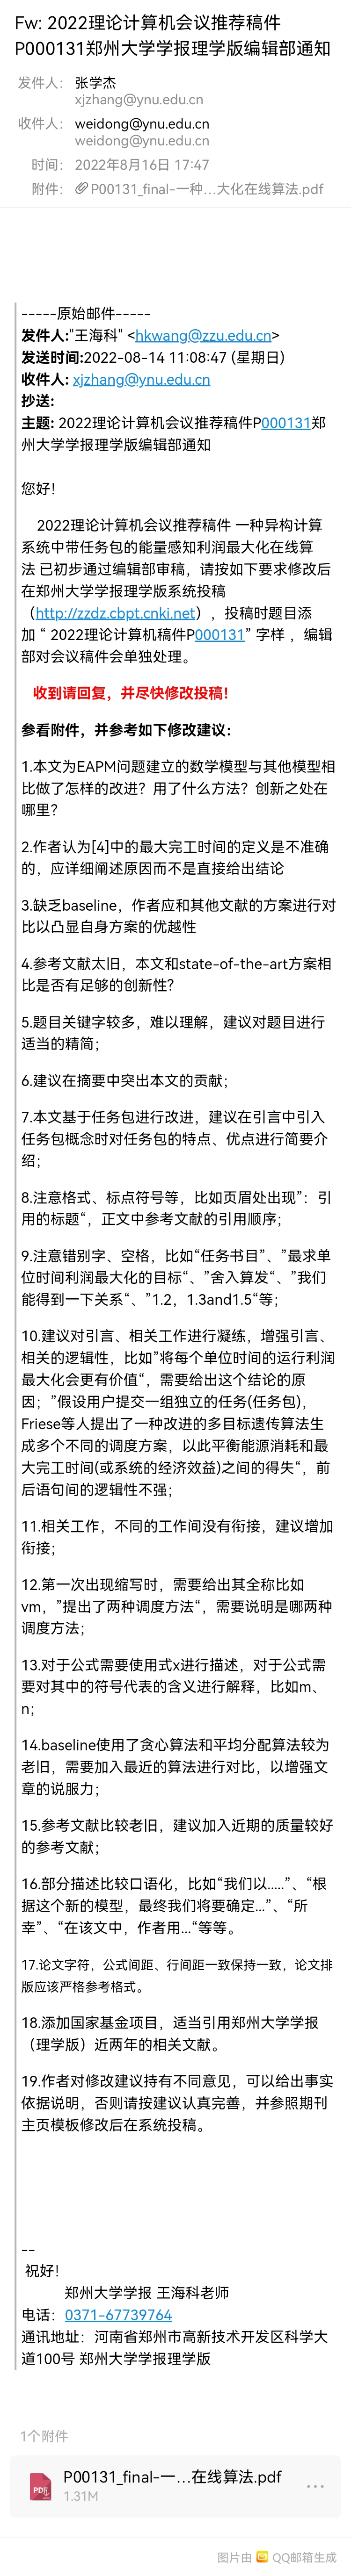 Fw: 2022理论计算机会议推荐稿件
P000131郑州大学学报理学版编辑部通知
发件人： 张学杰
xjzhang@ynu.edu.cn
收件人： weidong@ynu.edu.cn
weidong@ynu.edu.cn
时间： 2022年8月16日 17:47
附件： P00131_final-一种...大化在线算法.pdf
-----原始邮件-----
发件人:"王海科" <hkwang@zzu.edu.cn>
发送时间:2022-08-14 11:08:47 (星期日)
收件人: xjzhang@ynu.edu.cn
抄送:
主题: 2022理论计算机会议推荐稿件P000131郑
州大学学报理学版编辑部通知
您好！
2022理论计算机会议推荐稿件 一种异构计算
系统中带任务包的能量感知利润最大化在线算
法 已初步通过编辑部审稿，请按如下要求修改后
在郑州大学学报理学版系统投稿
（http://zzdz.cbpt.cnki.net），投稿时题目添
加 “ 2022理论计算机稿件P000131” 字样 ，编辑
部对会议稿件会单独处理。
收到请回复，并尽快修改投稿！
参看附件，并参考如下修改建议：
1.本文为EAPM问题建立的数学模型与其他模型相
比做了怎样的改进？用了什么方法？创新之处在
哪里？
2.作者认为[4]中的最大完工时间的定义是不准确
的，应详细阐述原因而不是直接给出结论
3.缺乏baseline，作者应和其他文献的方案进行对
比以凸显自身方案的优越性
4.参考文献太旧，本文和state-of-the-art方案相
比是否有足够的创新性？
5.题目关键字较多，难以理解，建议对题目进行
适当的精简；
6.建议在摘要中突出本文的贡献；
7.本文基于任务包进行改进，建议在引言中引入
任务包概念时对任务包的特点、优点进行简要介
绍；
8.注意格式、标点符号等，比如页眉处出现”：引
用的标题“，正文中参考文献的引用顺序；
9.注意错别字、空格，比如“任务书目”、”最求单
位时间利润最大化的目标“、”舍入算发“、”我们
能得到一下关系“、”1.2，1.3and1.5“等；
10.建议对引言、相关工作进行凝练，增强引言、
相关的逻辑性，比如”将每个单位时间的运行利润
最大化会更有价值“，需要给出这个结论的原
因；”假设用户提交一组独立的任务(任务包)，
Friese等人提出了一种改进的多目标遗传算法生
成多个不同的调度方案，以此平衡能源消耗和最
大完工时间(或系统的经济效益)之间的得失“，前
后语句间的逻辑性不强；
11.相关工作，不同的工作间没有衔接，建议增加
衔接；
12.第一次出现缩写时，需要给出其全称比如
vm，”提出了两种调度方法“，需要说明是哪两种
调度方法；
13.对于公式需要使用式x进行描述，对于公式需
要对其中的符号代表的含义进行解释，比如m、
n；
14.baseline使用了贪心算法和平均分配算法较为
老旧，需要加入最近的算法进行对比，以增强文
章的说服力；
15.参考文献比较老旧，建议加入近期的质量较好
的参考文献；
16.部分描述比较口语化，比如“我们以.....”、“根
据这个新的模型，最终我们将要确定...”、“所
幸”、“在该文中，作者用...“等等。
17.论文字符，公式间距、行间距一致保持一致，论文排
版应该严格参考格式。
18.添加国家基金项目，适当引用郑州大学学报
（理学版）近两年的相关文献。
19.作者对修改建议持有不同意见，可以给出事实
依据说明，否则请按建议认真完善，并参照期刊
主页模板修改后在系统投稿。
--
祝好！
郑州大学学报 王海科老师
电话：0371-67739764
通讯地址：河南省郑州市高新技术开发区科学大
道100号 郑州大学学报理学版
1个附件
PDF
P00131_final-一...在线算法.pdf
1.31M
图片由 QQ邮箱生成